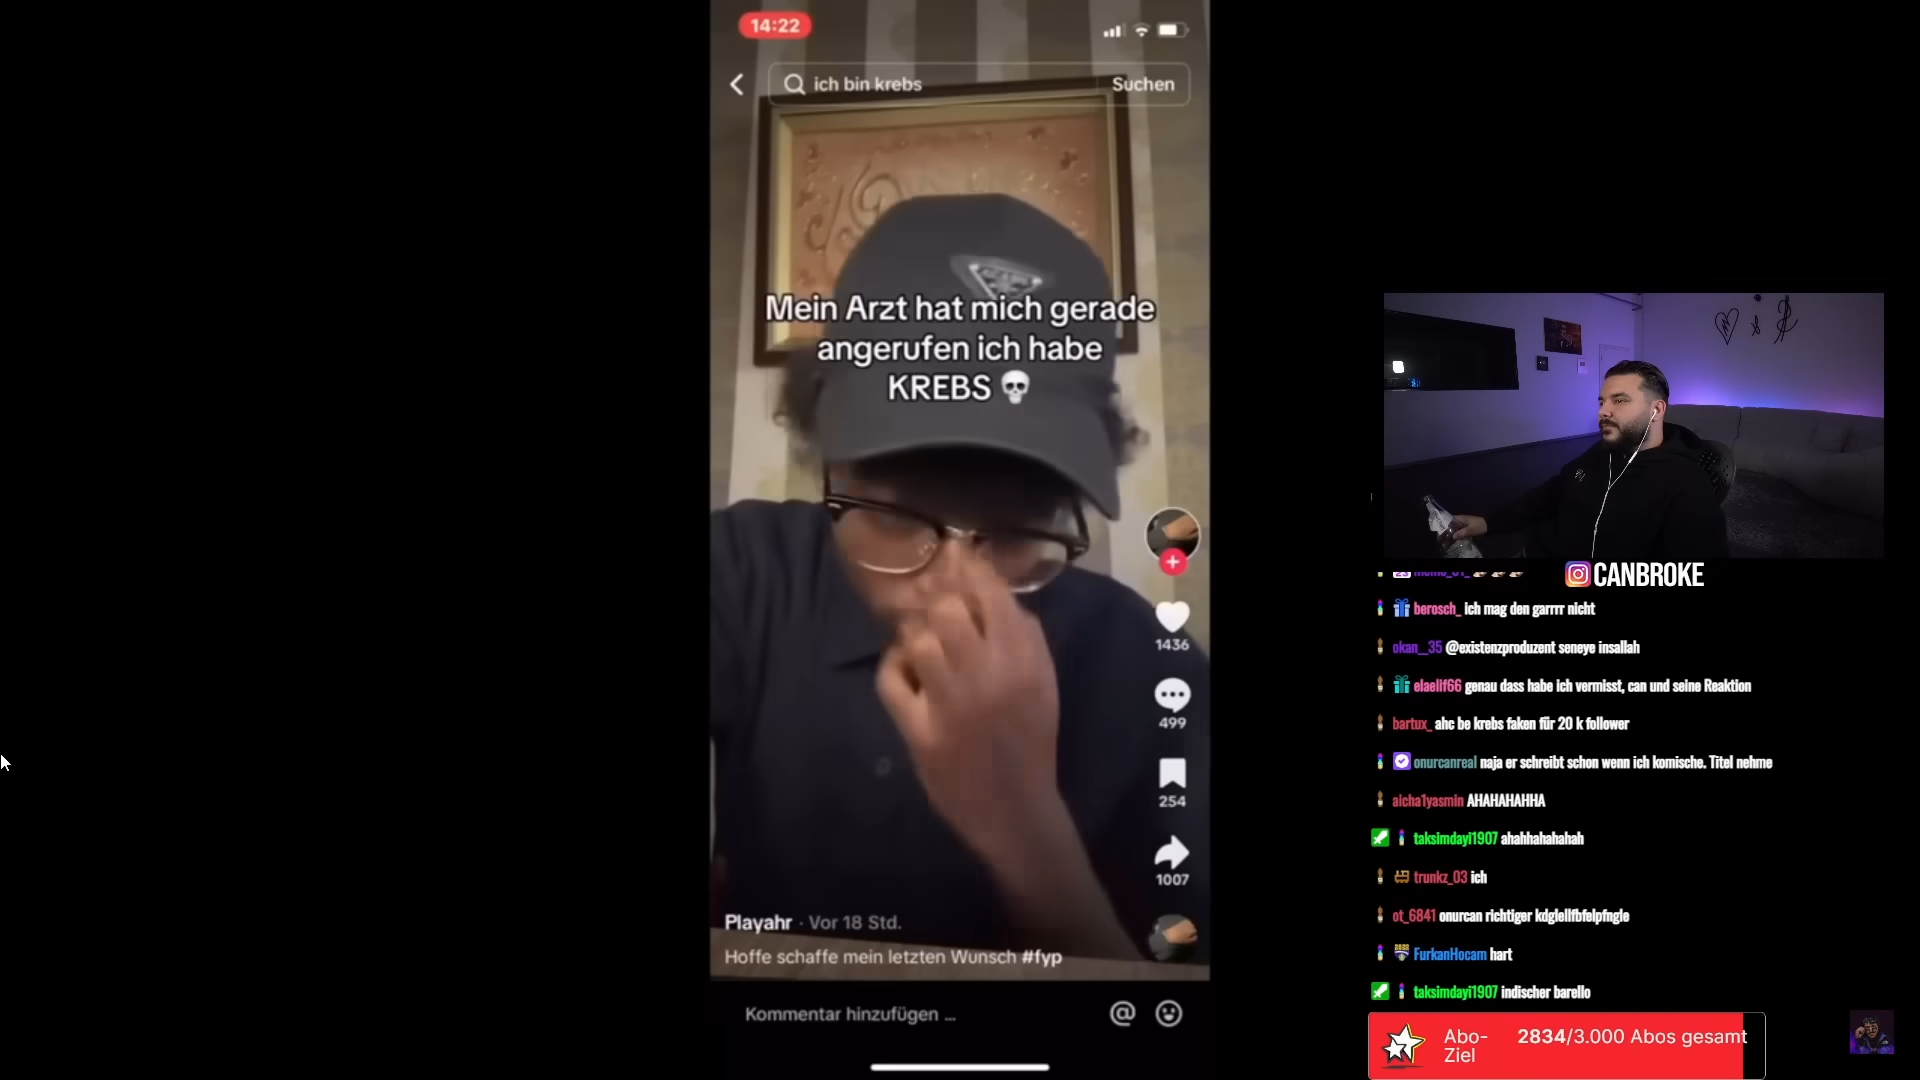 14:22
ich bin krebs
Suchen
Mein Arzt hat mich gerade
angerufen ich habe
KREBS 💀
1436
499
254
1007
Playahr · Vor 18 Std.
Hoffe schaffe mein letzten Wunsch #fyp
Kommentar hinzufügen ...
CANBROKE
berosch_ ich mag den garrrr nicht
okan__35 @existenzproduzent seneye insallah
elaellf66 genau dass habe ich vermisst, can und seine Reaktion
bartux_ ahc be krebs faken für 20 k follower
onurcanreal naja er schreibt schon wenn ich komische. Titel nehme
aicha1yasmin AHAHAHAHHA
taksimdayi1907 ahahhahahahah
trunkz_03 ich
ot_6841 onurcan richtiger kdglellfbfelpfngle
FurkanHocam hart
taksimdayi1907 indischer barello
Abo-
Ziel
2834/3.000 Abos gesamt